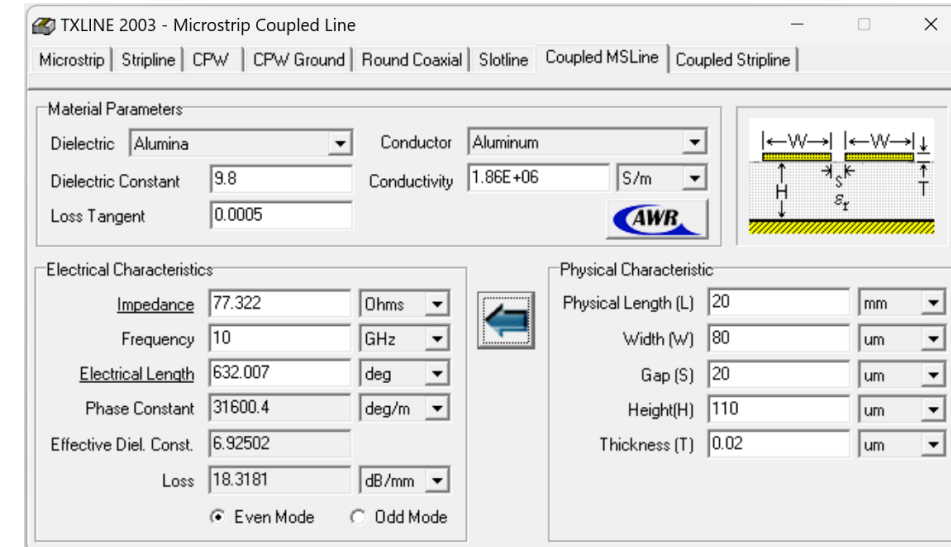 TXLINE 2003 - Microstrip Coupled Line
Microstrip Stripline CPW CPW Ground Round Coaxial Slotline Coupled MSLine Coupled Stripline
Material Parameters
Dielectric Alumina Conductor Aluminum
Dielectric Constant 9.8 Conductivity 1.86E+06 S/m
Loss Tangent 0.0005
AWR
W W
S
H T
εr
Electrical Characteristics
Impedance 77.322 Ohms
Frequency 10 GHz
Electrical Length 632.007 deg
Phase Constant 31600.4 deg/m
Effective Diel. Const. 6.92502
Loss 18.3181 dB/mm
Even Mode Odd Mode
Physical Characteristic
Physical Length (L) 20 mm
Width (W) 80 um
Gap (S) 20 um
Height(H) 110 um
Thickness (T) 0.02 um